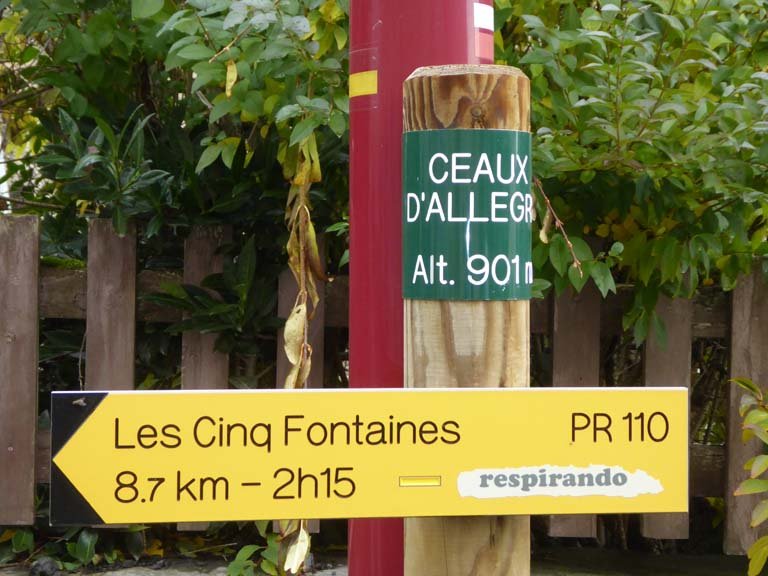 CEAUX
D'ALLEGR
Alt. 901 m
Les Cinq Fontaines PR 110
8.7 km - 2h15
respirando